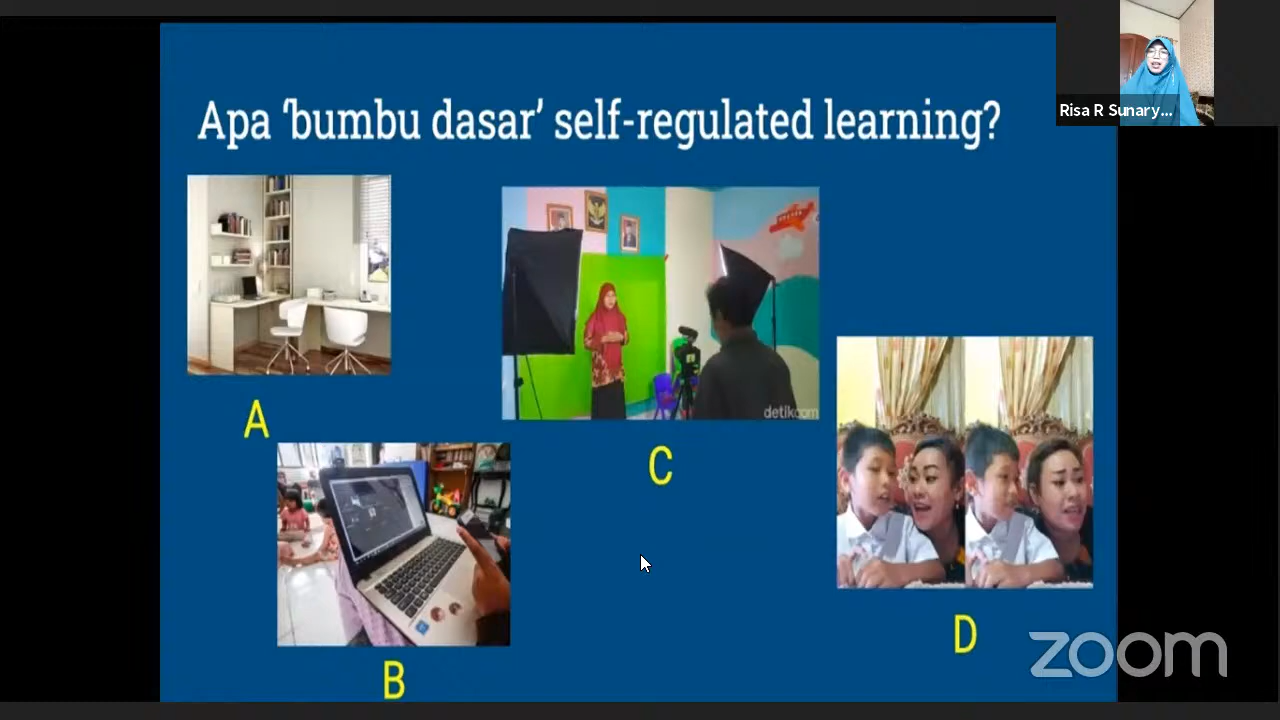 Risa R Sunary...
Apa ‘bumbu dasar’ self-regulated learning?
detikcom
A
C
B
D
zoom